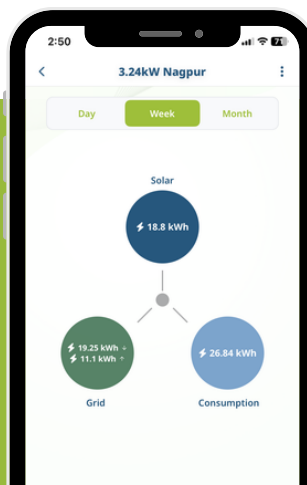 2:50
71
3.24kW Nagpur
Day Week Month
Solar
18.8 kWh
19.25 kWh ↓
11.1 kWh ↑
26.84 kWh
Grid
Consumption